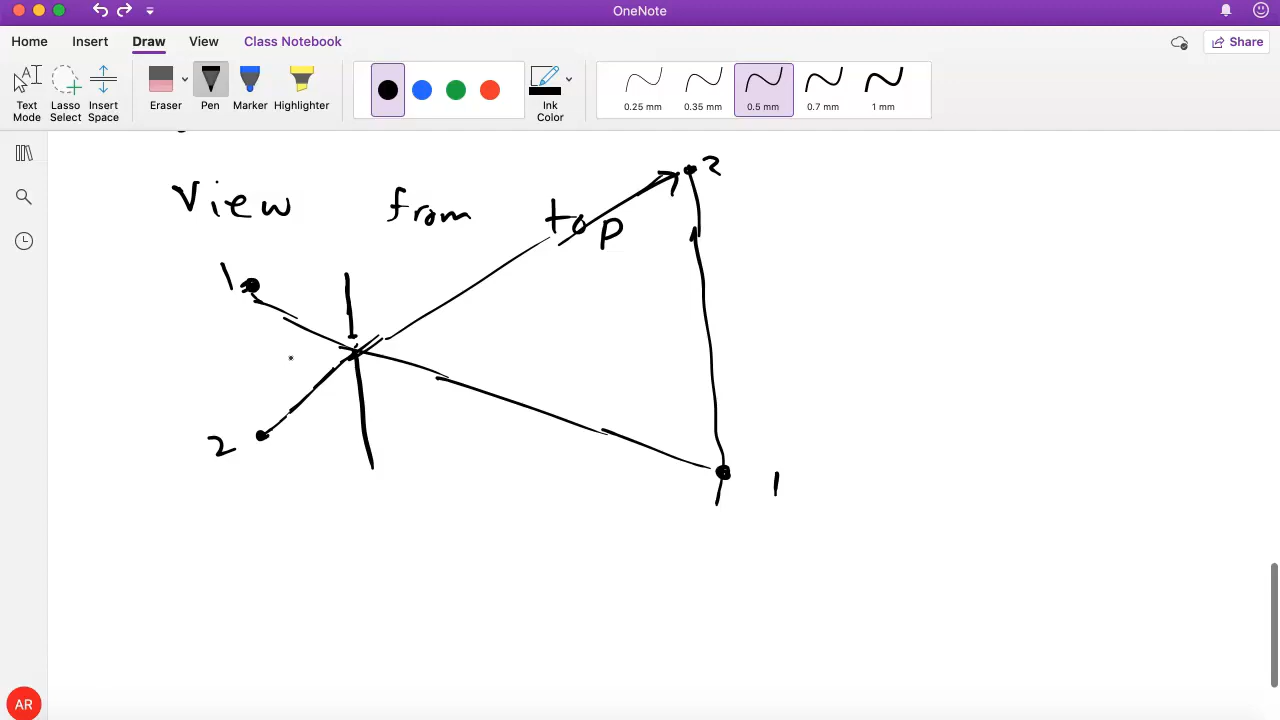 OneNote
Home Insert Draw View Class Notebook
Share
Text Mode
Lasso Select
Insert Space
Eraser
Pen
Marker
Highlighter
Ink Color
0.25 mm
0.35 mm
0.5 mm
0.7 mm
1 mm
2
View from top
1
2
1
AR